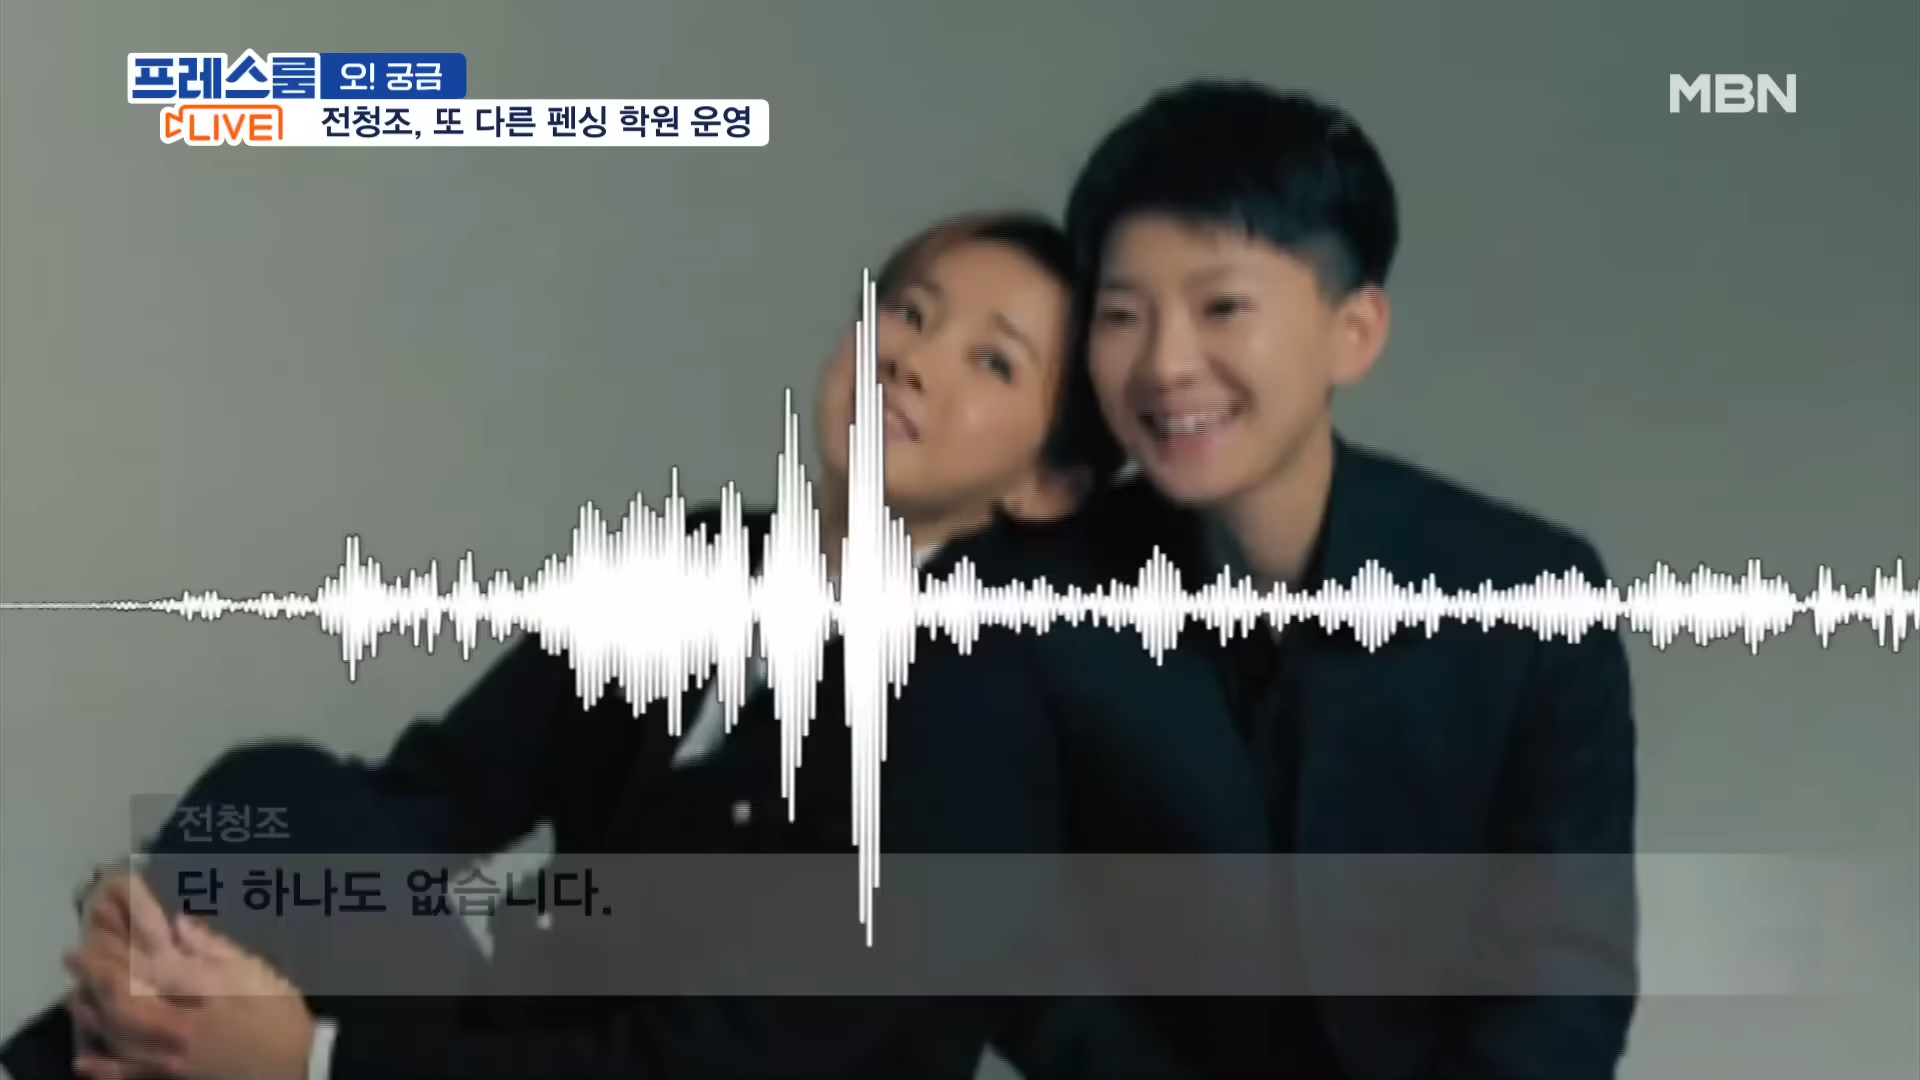 프레스룸 오! 궁금
LIVE 전청조, 또 다른 펜싱 학원 운영
MBN
전청조
단 하나도 없습니다.